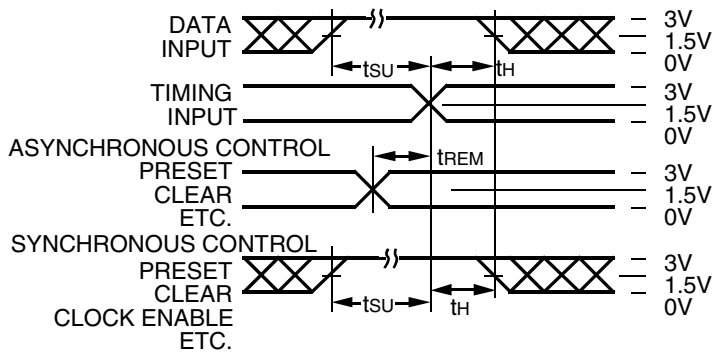 DATA
INPUT
tSU
tH
3V
1.5V
0V
TIMING
INPUT
3V
1.5V
0V
ASYNCHRONOUS CONTROL
PRESET
CLEAR
ETC.
tREM
3V
1.5V
0V
SYNCHRONOUS CONTROL
PRESET
CLEAR
CLOCK ENABLE
ETC.
tSU
tH
3V
1.5V
0V